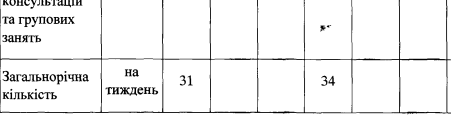 консультацій
та групових
занять
Загальнорічна на 31 34
кількість тиждень